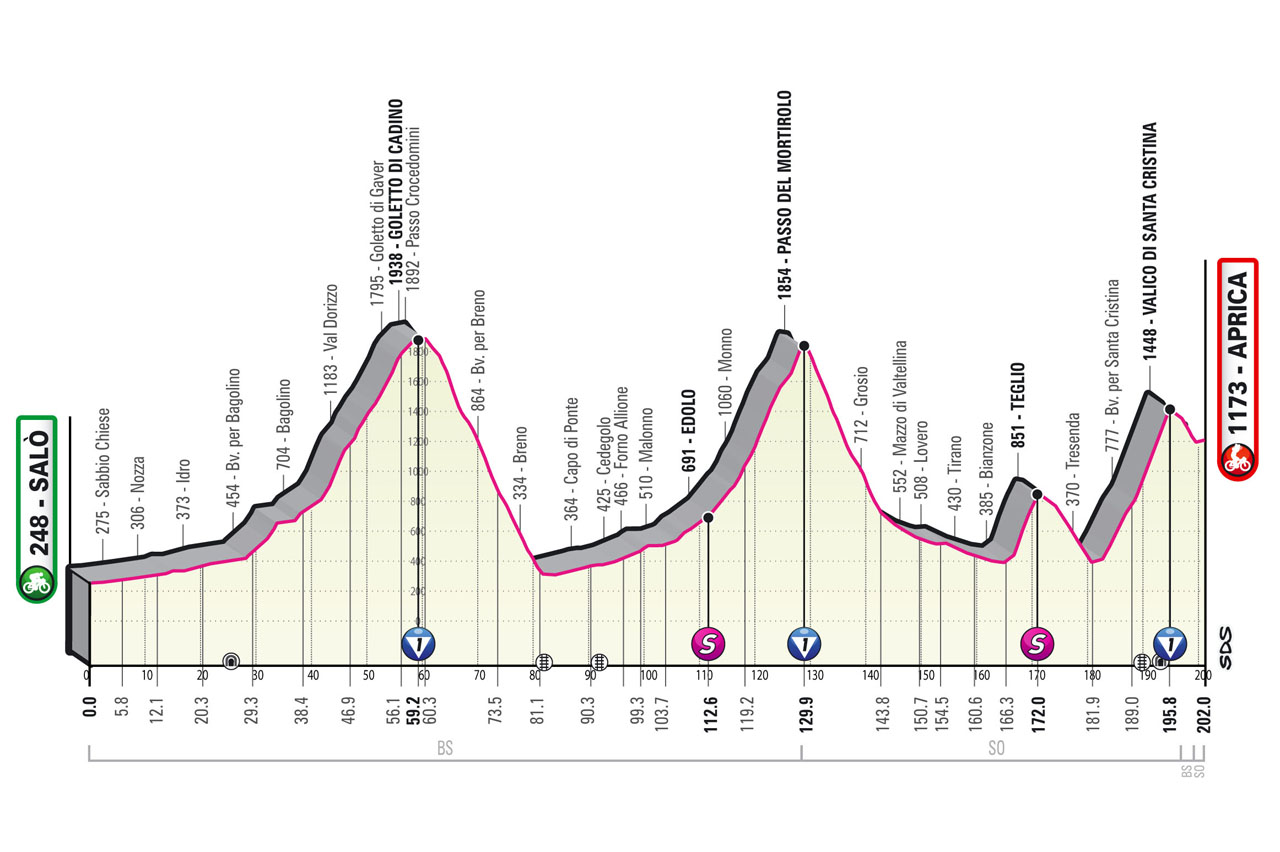 248 - SALÒ
275 - Sabbio Chiese
306 - Nozza
373 - Idro
454 - Bv. per Bagolino
704 - Bagolino
1183 - Val Dorizzo
1795 - Goletto di Gaver
1938 - GOLETTO DI CADINO
1892 - Passo Crocedomini
864 - Bv. per Breno
334 - Breno
364 - Capo di Ponte
425 - Cedegolo
466 - Forno Allione
510 - Malonno
691 - EDOLO
1060 - Monno
1854 - PASSO DEL MORTIROLO
712 - Grosio
552 - Mazzo di Valtellina
508 - Lovero
430 - Tirano
385 - Bianzone
851 - TEGLIO
370 - Tresenda
777 - Bv. per Santa Cristina
1448 - VALICO DI SANTA CRISTINA
1173 - APRICA
1800
1600
1400
1200
1000
800
600
400
200
0
1 S 1 S 1
SDS
0 10 20 30 40 50 60 70 80 90 100 110 120 130 140 150 160 170 180 190 200
0.0 5.8 12.1 20.3 29.3 38.4 46.9 56.1 59.2 60.3 73.5 81.1 90.3 99.3 103.7 112.6 119.2 129.9 143.8 150.7 154.5 160.6 166.3 172.0 181.9 189.0 195.8 202.0
BS SO BS SO